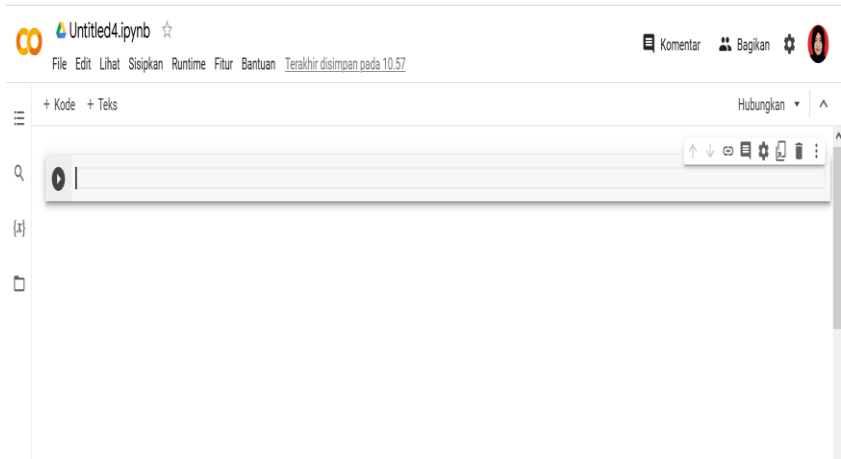 Untitled4.ipynb
Komentar Bagikan
File Edit Lihat Sisipkan Runtime Fitur Bantuan Terakhir disimpan pada 10.57
+ Kode + Teks
Hubungkan
{x}